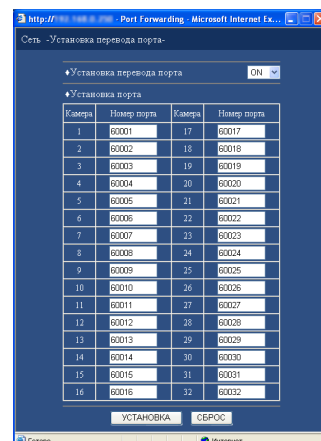 http:// - Port Forwarding - Microsoft Internet Ex...
Сеть -Установка перевода порта-
♦Установка перевода порта ON
♦Установка порта
Камера Номер порта Камера Номер порта
1 60001 17 60017
2 60002 18 60018
3 60003 19 60019
4 60004 20 60020
5 60005 21 60021
6 60006 22 60022
7 60007 23 60023
8 60008 24 60024
9 60009 25 60025
10 60010 26 60026
11 60011 27 60027
12 60012 28 60028
13 60013 29 60029
14 60014 30 60030
15 60015 31 60031
16 60016 32 60032
УСТАНОВКА СБРОС
Готово Интернет